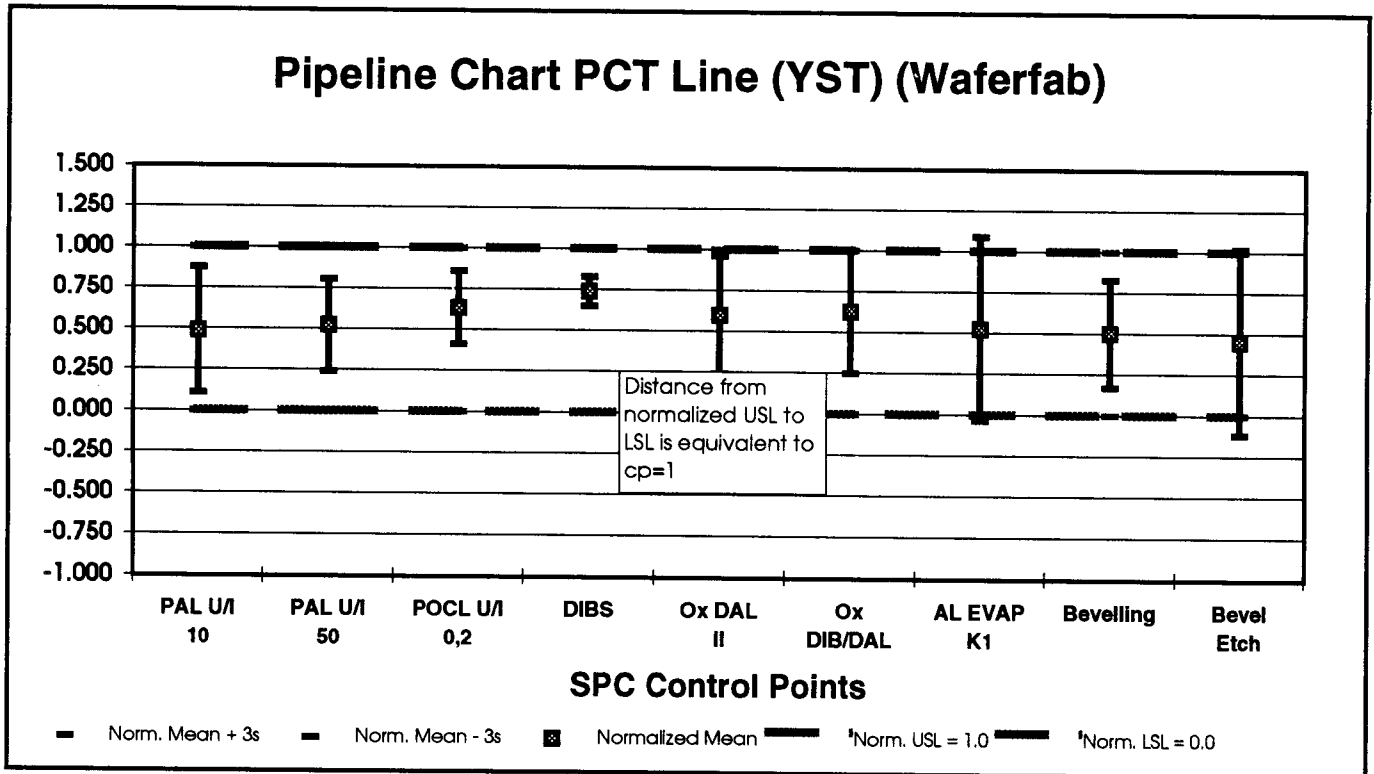 Pipeline Chart PCT Line (YST) (Waferfab)
1.500
1.250
1.000
0.750
0.500
0.250
0.000
-0.250
-0.500
-0.750
-1.000
Distance from
normalized USL to
LSL is equivalent to
cp=1
PAL U/I
10
PAL U/I
50
POCL U/I
0,2
DIBS
Ox DAL
II
Ox
DIB/DAL
AL EVAP
K1
Bevelling
Bevel
Etch
SPC Control Points
Norm. Mean + 3s
Norm. Mean - 3s
Normalized Mean
Norm. USL = 1.0
Norm. LSL = 0.0